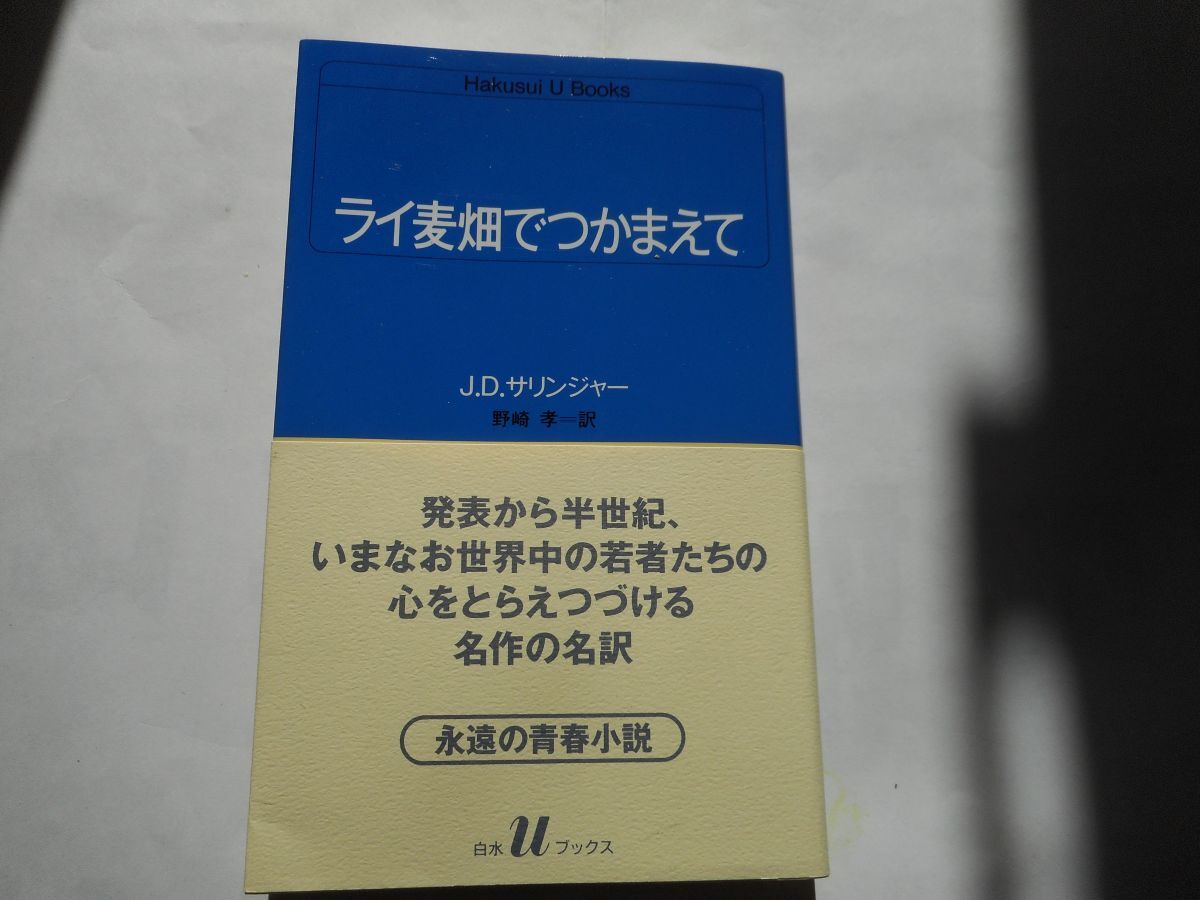 Hakusui U Books
ライ麦畑でつかまえて
J.D.サリンジャー
野崎 孝=訳
発表から半世紀、
いまなお世界中の若者たちの
心をとらえつづける
名作の名訳
永遠の青春小説
白水 u ブックス